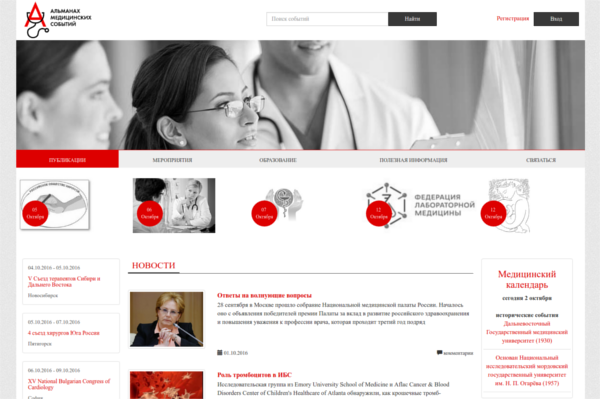 АЛЬМАНАХ
МЕДИЦИНСКИХ
СОБЫТИЙ
Поиск событий
Найти
Регистрация
Вход
ПУБЛИКАЦИИ
МЕРОПРИЯТИЯ
ОБРАЗОВАНИЕ
ПОЛЕЗНАЯ ИНФОРМАЦИЯ
СВЯЗАТЬСЯ
Октября
06
Октября
07
Октября
12
Октября
ФЕДЕРАЦИЯ
ЛАБОРАТОРНОЙ
МЕДИЦИНЫ
12
Октября
04.10.2016 - 05.10.2016
V Съезд терапевтов Сибири и
Дальнего Востока
Новосибирск
05.10.2016 - 07.10.2016
4 съезд хирургов Юга России
Пятигорск
06.10.2016 - 09.10.2016
XV National Bulgarian Congress of
Cardiology
София
НОВОСТИ
Ответы на волнующие вопросы
28 сентября в Москве прошло собрание Национальной медицинской палаты России. Началось
оно с объявления победителей премии Палаты за вклад в развитие российского здравоохранения
и повышения уважения к профессии врача, которая проходит третий год подряд
01.10.2016
комментарии
Роль тромбоцитов в ИБС
Исследовательская группа из Emory University School of Medicine и Aflac Cancer & Blood
Disorders Center of Children's Healthcare of Atlanta обнаружили, как крошечные тромб-
Медицинский
календарь
сегодня 2 октября
исторические события
Дальневосточный
Государственный медицинский
университет (1930)
Основан Национальный
исследовательский мордовский
государственный университет
им. Н. П. Огарёва (1957)